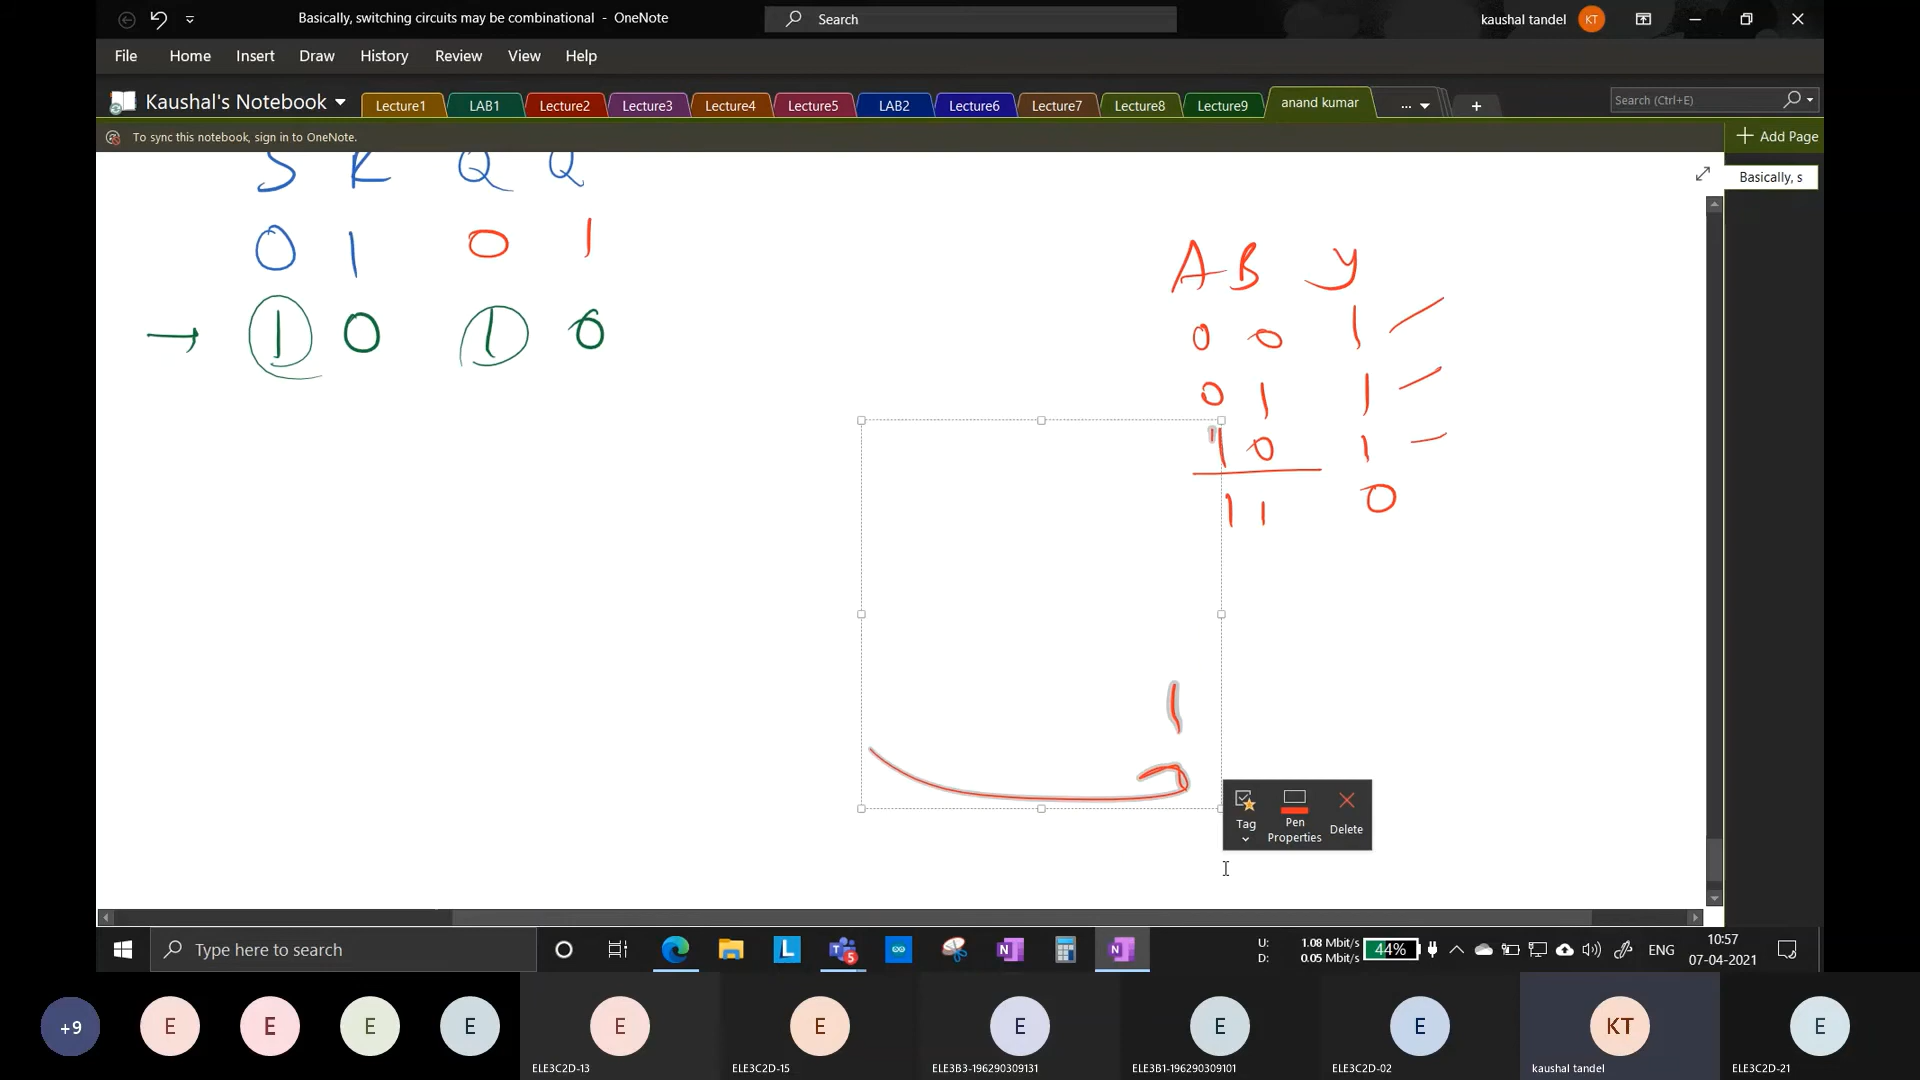 Basically, switching circuits may be combinational - OneNote
Search
kaushal tandel
KT
File Home Insert Draw History Review View Help
Kaushal's Notebook
Lecture1 LAB1 Lecture2 Lecture3 Lecture4 Lecture5 LAB2 Lecture6 Lecture7 Lecture8 Lecture9 anand kumar ... +
Search (Ctrl+E)
To sync this notebook, sign in to OneNote.
Add Page
Basically, s
S R Q Q
0 1 0 1
→ 1 0 1 0
A B y
0 0 1
0 1 1
1 0 1
1 1 0
1
Tag
Pen Properties
Delete
Type here to search
L
5
U: 1.08 Mbit/s
D: 0.05 Mbit/s
44%
ENG
10:57
07-04-2021
+9 E E E E E E E E E KT E
ELE3C2D-13 ELE3C2D-15 ELE3B3-196290309131 ELE3B1-196290309101 ELE3C2D-02 kaushal tandel ELE3C2D-21